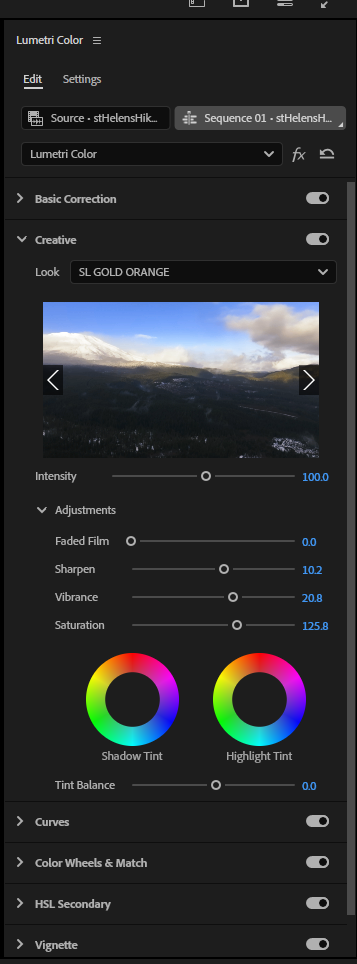 Lumetri Color
Edit Settings
Source • stHelensHik... Sequence 01 • stHelensH...
Lumetri Color fx
Basic Correction
Creative
Look SL GOLD ORANGE
Intensity 100.0
Adjustments
Faded Film 0.0
Sharpen 10.2
Vibrance 20.8
Saturation 125.8
Shadow Tint Highlight Tint
Tint Balance 0.0
Curves
Color Wheels & Match
HSL Secondary
Vignette